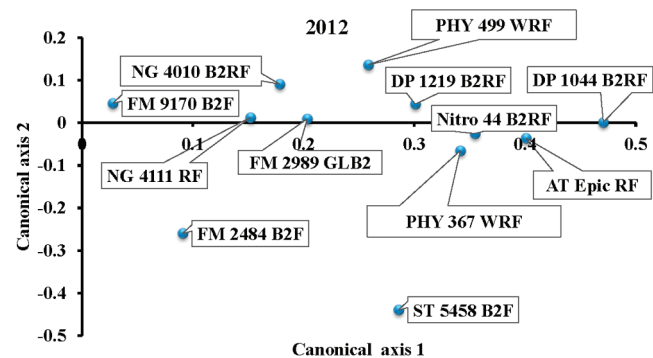 2012
PHY 499 WRF
0.2
NG 4010 B2RF
DP 1219 B2RF
DP 1044 B2RF
0.1
FM 9170 B2F
Nitro 44 B2RF
0
0 0.1 0.2 0.3 0.4 0.5
NG 4111 RF
FM 2989 GLB2
AT Epic RF
-0.1
PHY 367 WRF
-0.2
FM 2484 B2F
-0.3
-0.4
ST 5458 B2F
-0.5
Canonical axis 2
Canonical axis 1